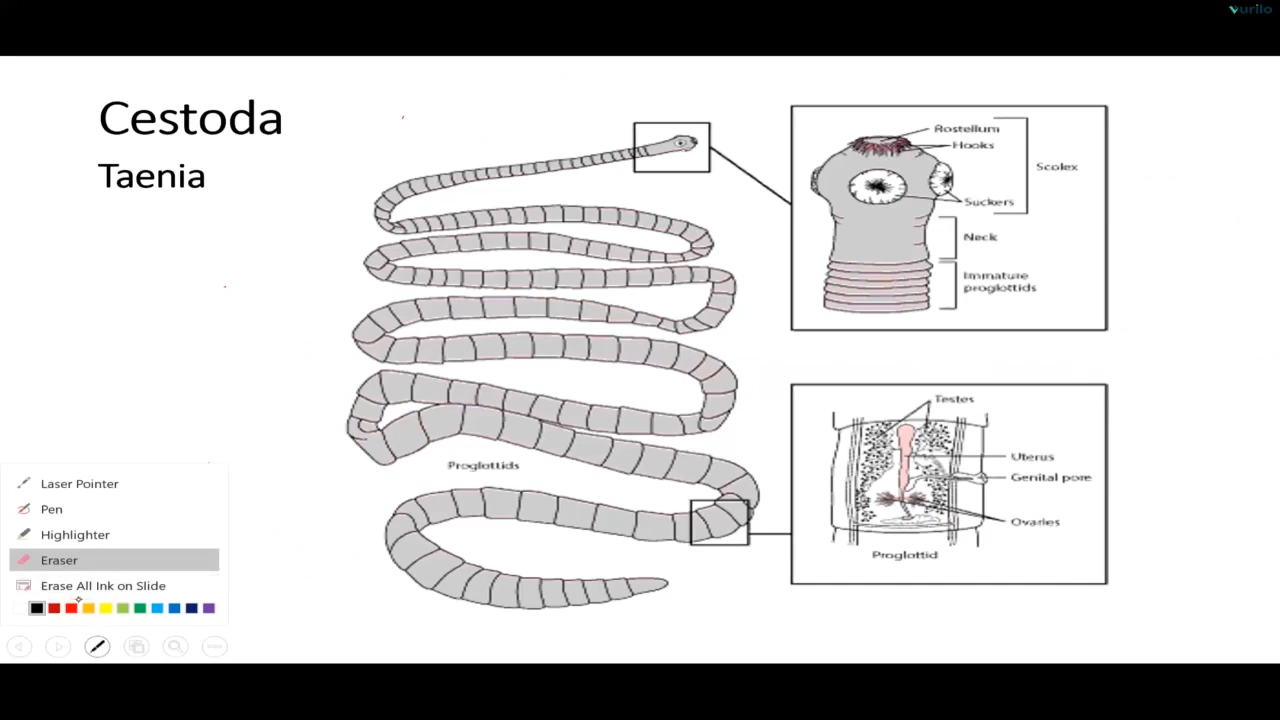 vurilo
Cestoda
Taenia
Rostellum
Hooks
Scolex
Suckers
Neck
Immature
proglottids
Proglottids
Testes
Uterus
Genital pore
Ovaries
Proglottid
Laser Pointer
Pen
Highlighter
Eraser
Erase All Ink on Slide